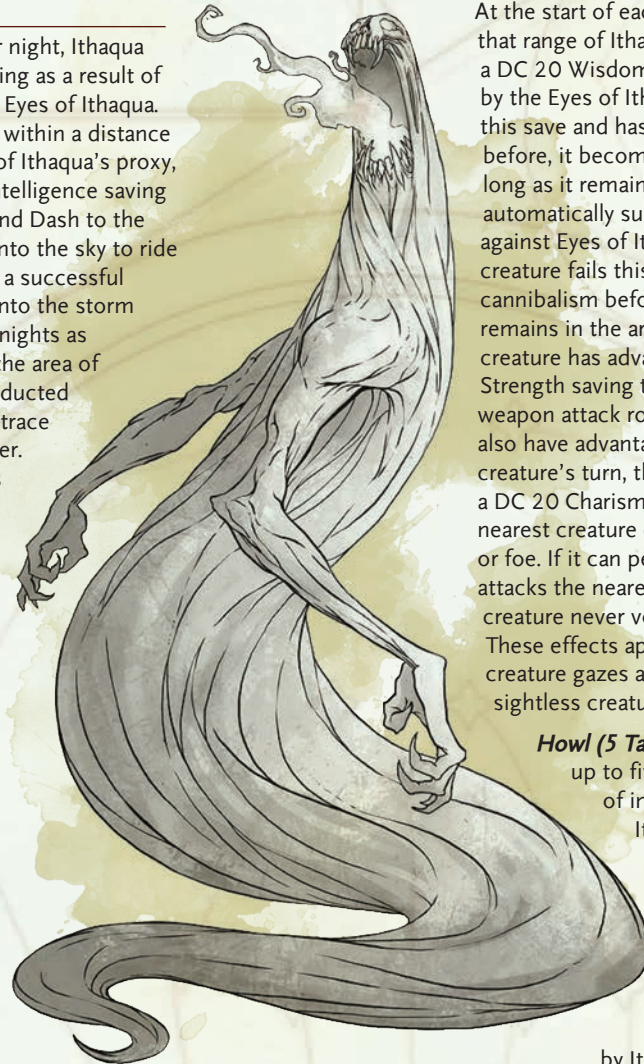 r night, Ithaqua
ing as a result of
Eyes of Ithaqua.
within a distance
of Ithaqua's proxy,
ntelligence saving
nd Dash to the
nto the sky to ride
a successful
nto the storm
nights as
the area of
ducted
trace
er.
At the start of eac
that range of Itha
a DC 20 Wisdom
by the Eyes of Ith
this save and has
before, it becom
long as it remain
automatically su
against Eyes of It
creature fails this
cannibalism befo
remains in the ar
creature has adva
Strength saving t
weapon attack ro
also have advanta
creature's turn, th
a DC 20 Charism
nearest creature
or foe. If it can pe
attacks the neare
creature never v
These effects ap
creature gazes a
sightless creatu
Howl (5 Ta
up to fi
of in
It
by It